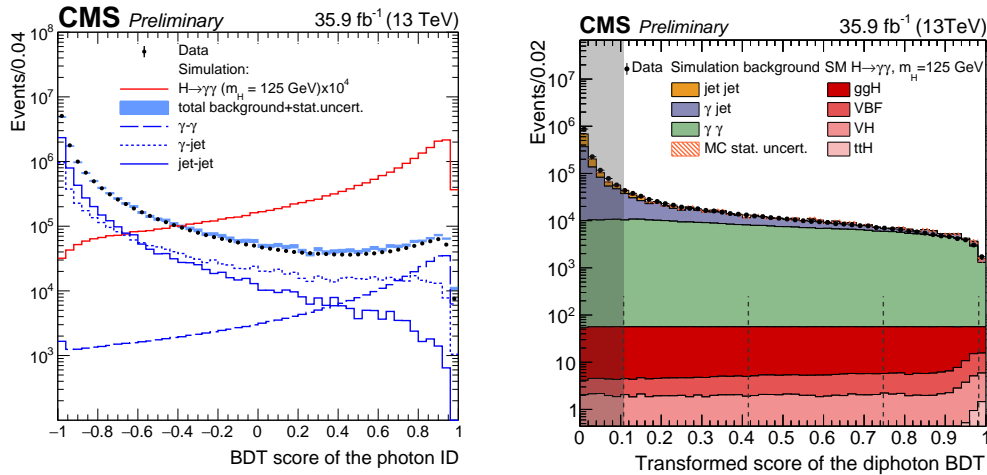 CMS Preliminary 35.9 fb⁻¹ (13 TeV)
Events/0.04
10⁸
10⁷
10⁶
10⁵
10⁴
10³
Data
Simulation:
H→γγ (m_H = 125 GeV)x10⁴
total background+stat.uncert.
γ-γ
γ-jet
jet-jet
−1 −0.8 −0.6 −0.4 −0.2 0 0.2 0.4 0.6 0.8 1
BDT score of the photon ID
CMS Preliminary 35.9 fb⁻¹ (13TeV)
Events/0.02
10⁷
10⁶
10⁵
10⁴
10³
10²
10
1
Data Simulation background SM H→γγ, m_H=125 GeV
jet jet ggH
γ jet VBF
γ γ VH
MC stat. uncert. ttH
0 0.1 0.2 0.3 0.4 0.5 0.6 0.7 0.8 0.9 1
Transformed score of the diphoton BDT